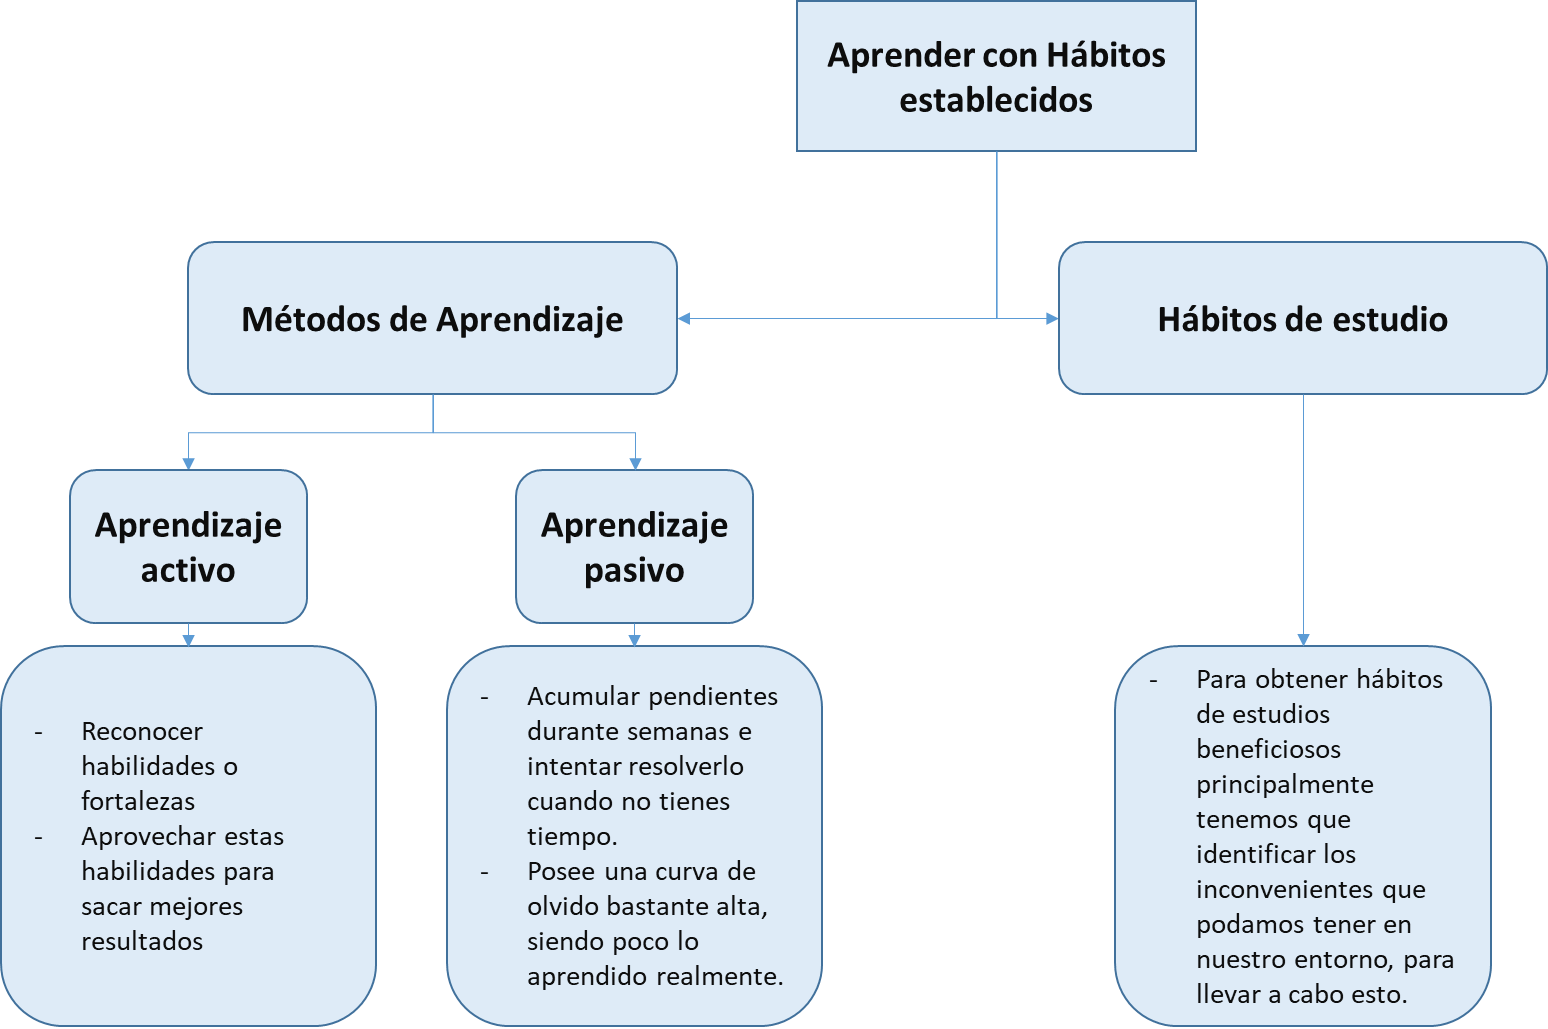 Aprender con Hábitos
establecidos
Métodos de Aprendizaje
Hábitos de estudio
Aprendizaje
activo
Aprendizaje
pasivo
- Reconocer
habilidades o
fortalezas
- Aprovechar estas
habilidades para
sacar mejores
resultados
- Acumular pendientes
durante semanas e
intentar resolverlo
cuando no tienes
tiempo.
- Posee una curva de
olvido bastante alta,
siendo poco lo
aprendido realmente.
- Para obtener hábitos
de estudios
beneficiosos
principalmente
tenemos que
identificar los
inconvenientes que
podamos tener en
nuestro entorno, para
llevar a cabo esto.